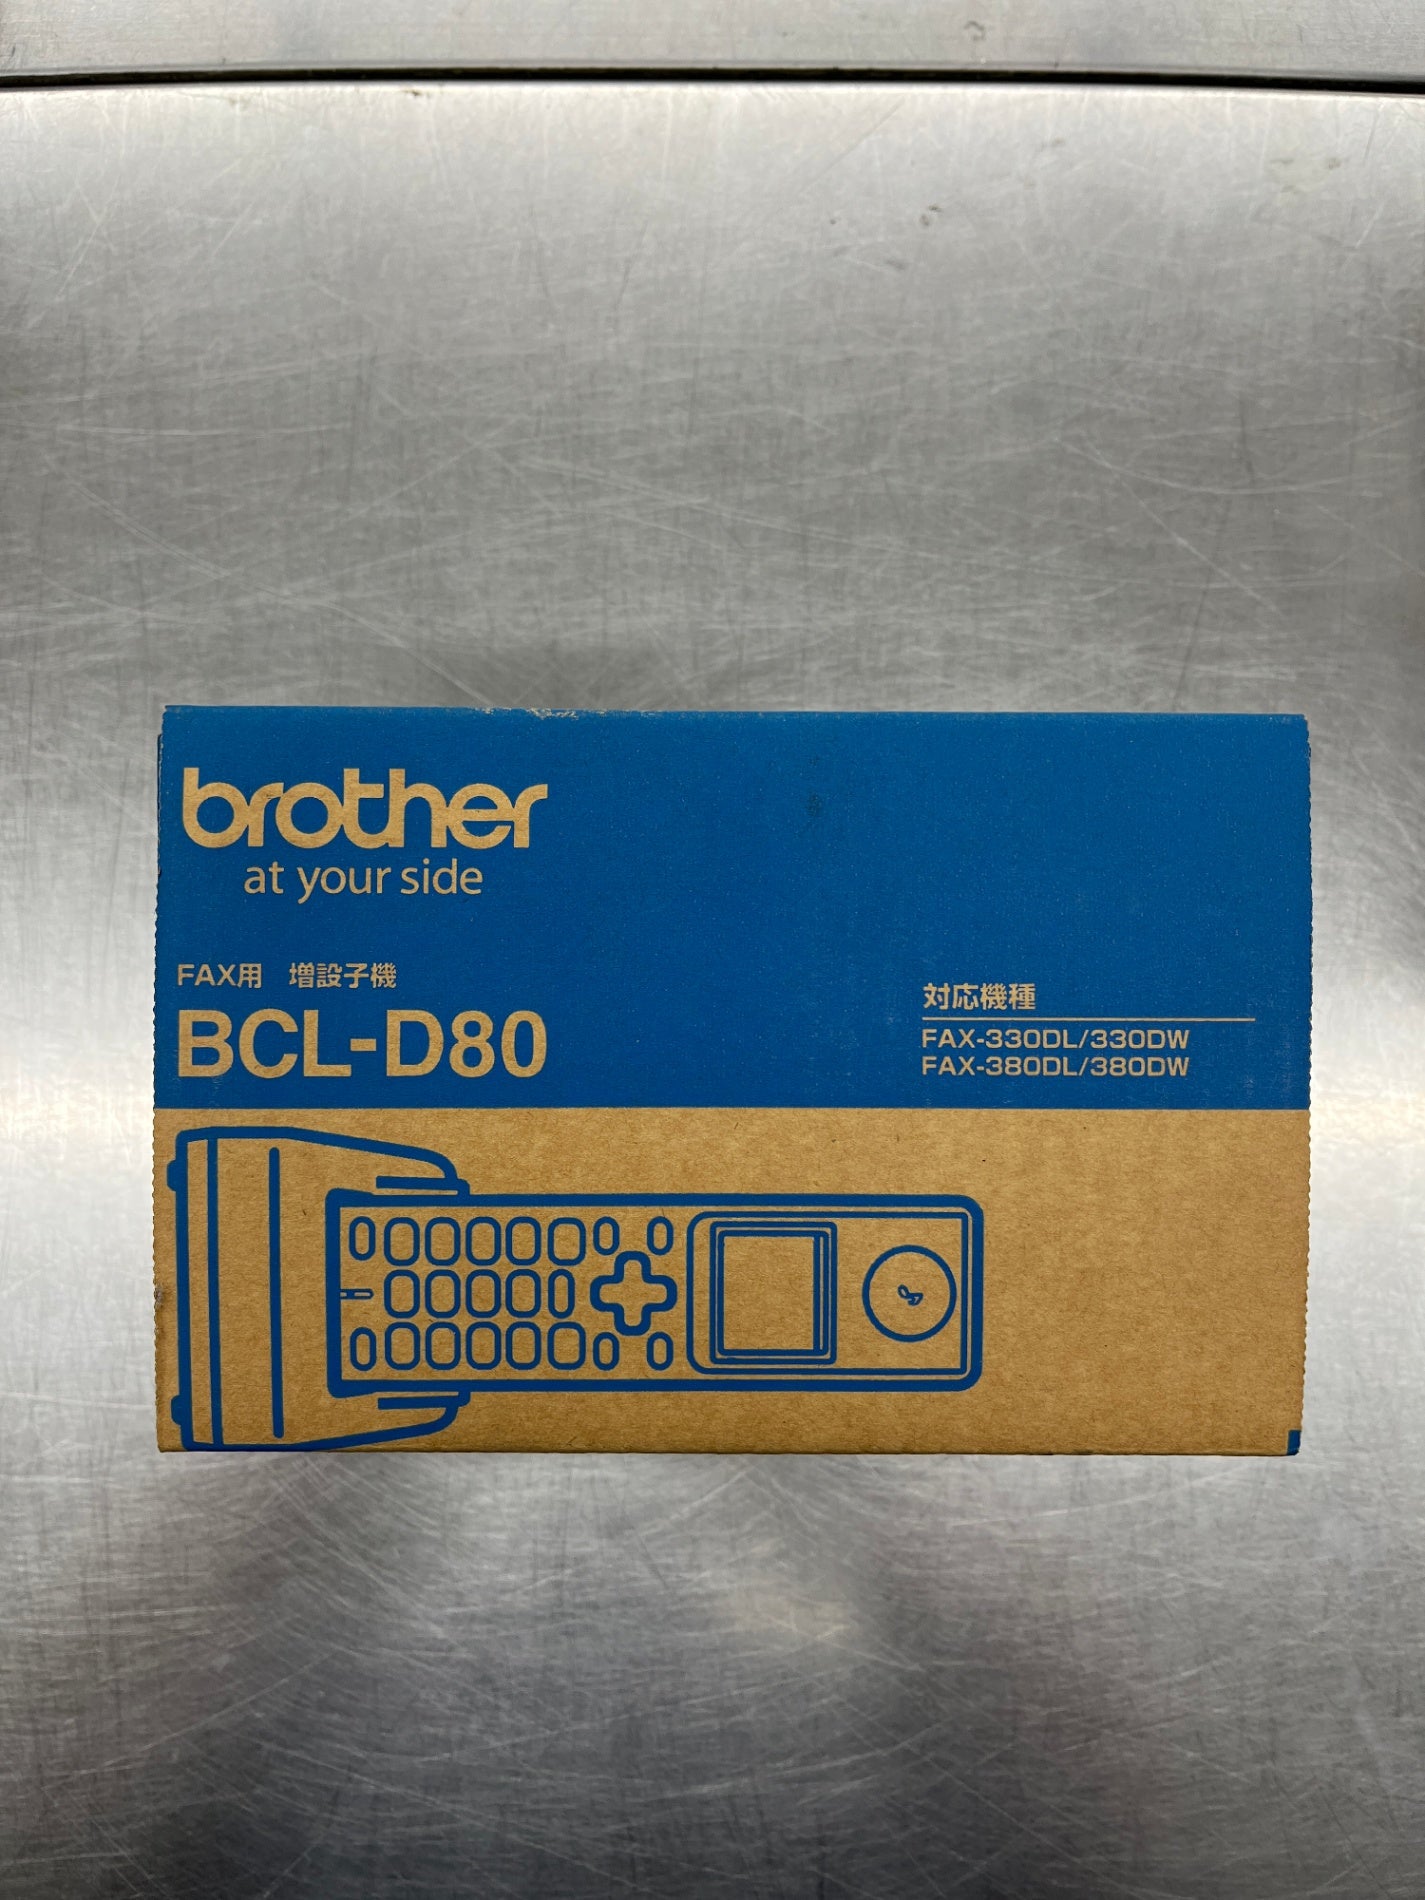 brother
at your side
FAX用 増設子機
BCL-D80
対応機種
FAX-330DL/330DW
FAX-380DL/380DW